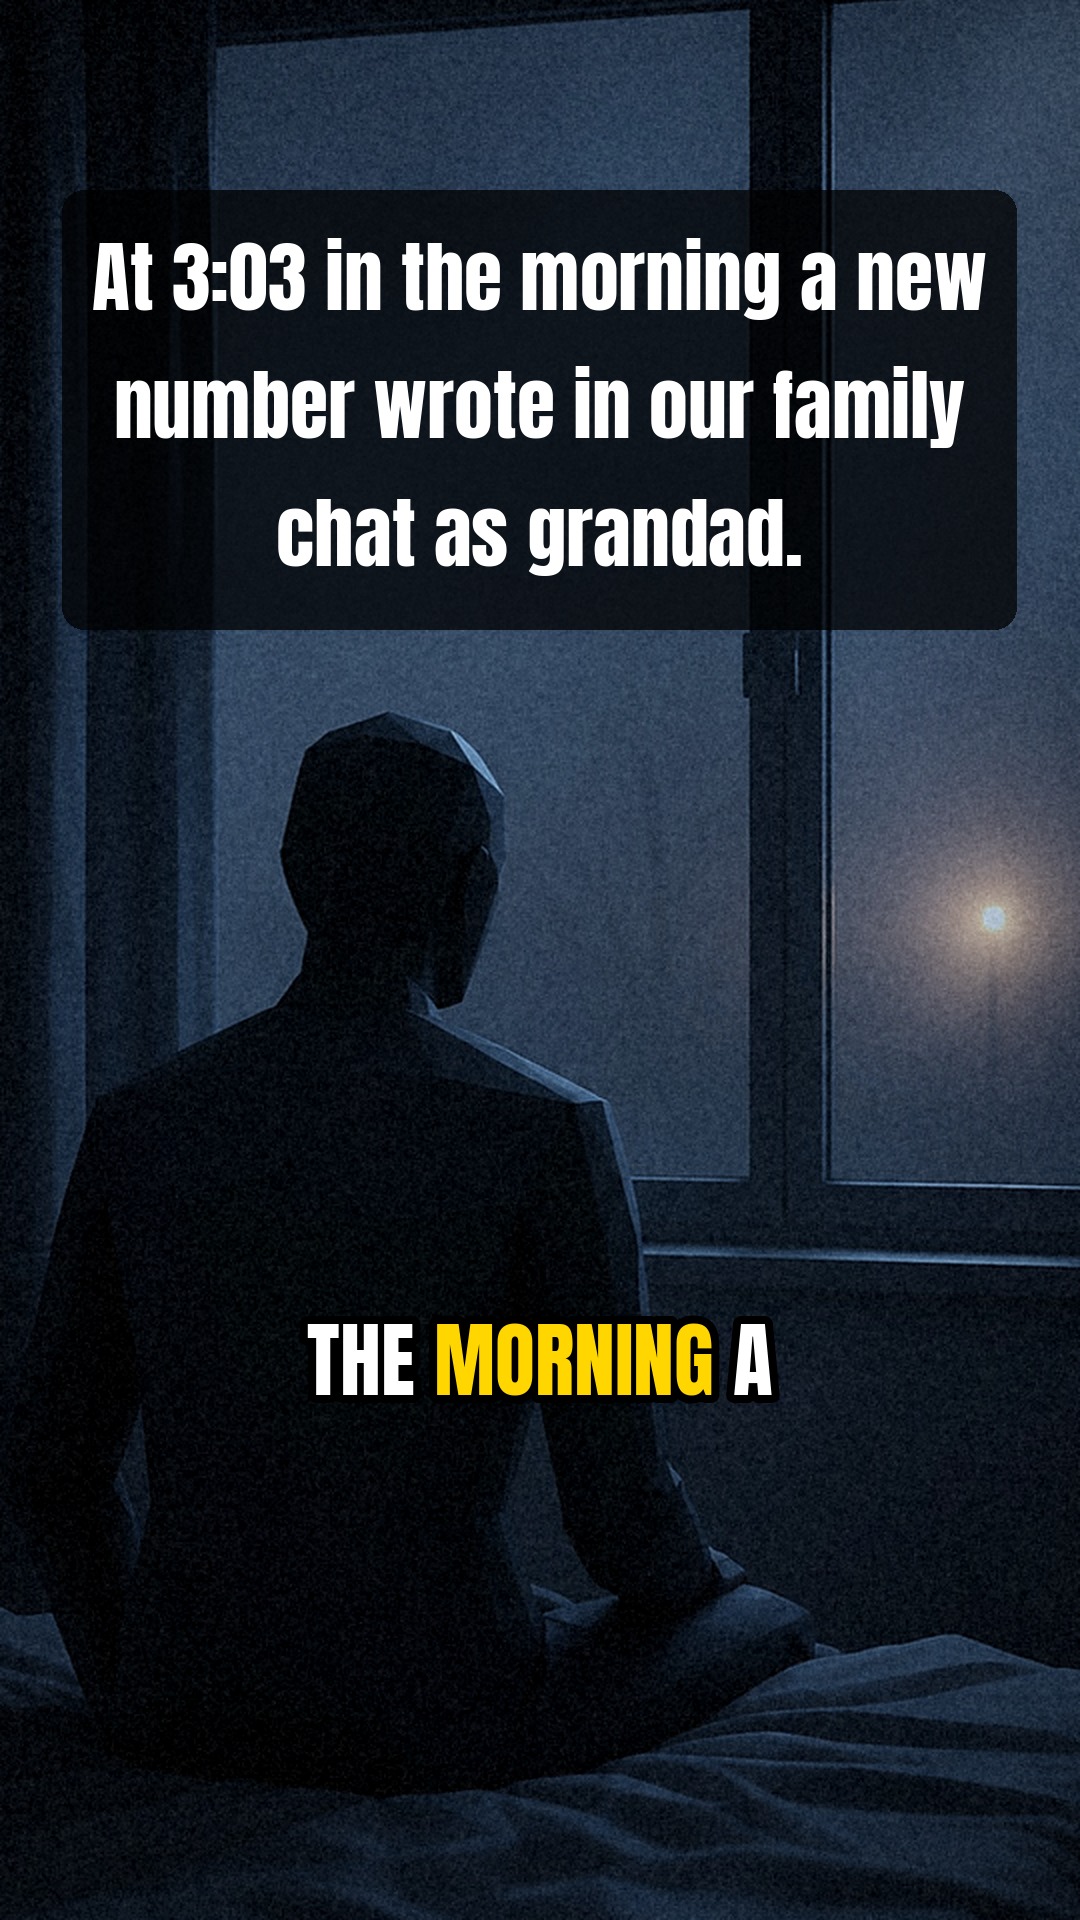 At 3:03 in the morning a new
number wrote in our family
chat as grandad.
THE MORNING A